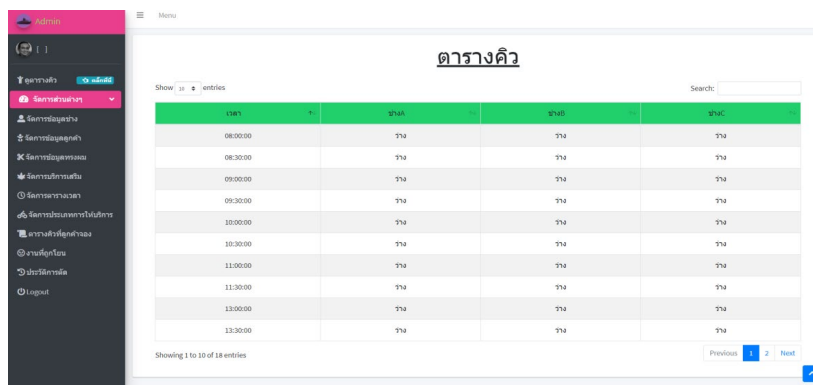 Admin
Menu
[ ]
ดูตารางคิว
คลิ๊กที่นี่
จัดการส่วนต่างๆ
จัดการข้อมูลช่าง
จัดการข้อมูลลูกค้า
จัดการข้อมูลทรงผม
จัดการบริการเสริม
จัดการตารางเวลา
จัดการประเภทการให้บริการ
ตารางคิวที่ลูกค้าจอง
งานที่ถูกโอน
ประวัติการตัด
Logout
ตารางคิว
Show 10 entries
Search:
เวลา ช่างA ช่างB ช่างC
08:00:00 ว่าง ว่าง ว่าง
08:30:00 ว่าง ว่าง ว่าง
09:00:00 ว่าง ว่าง ว่าง
09:30:00 ว่าง ว่าง ว่าง
10:00:00 ว่าง ว่าง ว่าง
10:30:00 ว่าง ว่าง ว่าง
11:00:00 ว่าง ว่าง ว่าง
11:30:00 ว่าง ว่าง ว่าง
13:00:00 ว่าง ว่าง ว่าง
13:30:00 ว่าง ว่าง ว่าง
Showing 1 to 10 of 18 entries
Previous 1 2 Next